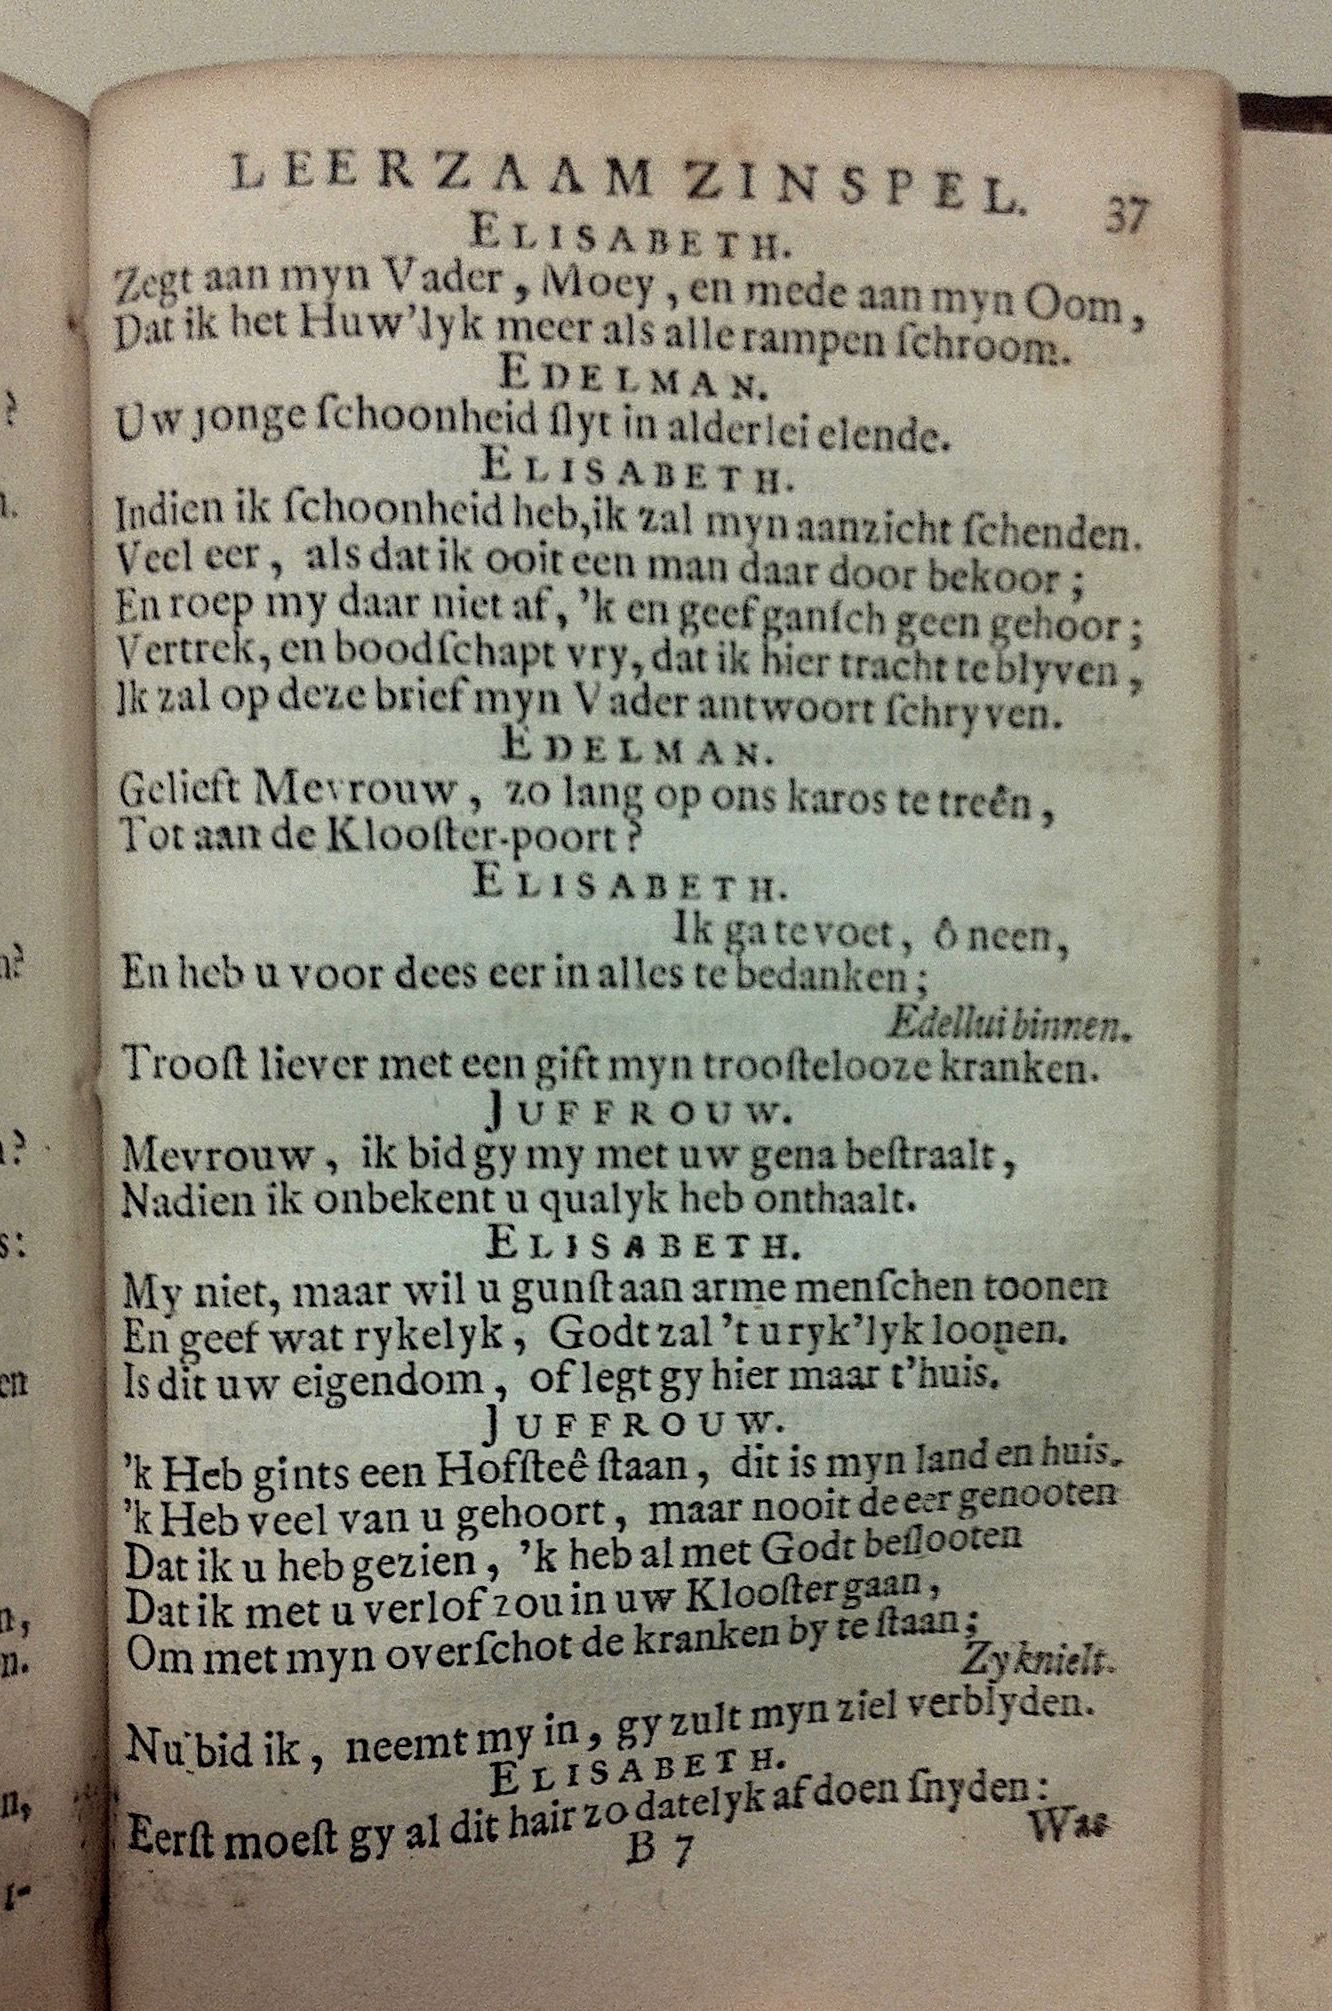 LEERZAAM ZINSPEL. 37
ELISABETH.
Zegt aan myn Vader, Moey, en mede aan myn Oom,
Dat ik het Huw'lyk meer als alle rampen ſchroom.
EDELMAN.
Uw jonge ſchoonheid ſlyt in alderlei elende.
ELISABETH.
Indien ik ſchoonheid heb, ik zal myn aanzicht ſchenden.
Veel eer, als dat ik ooit een man daar door bekoor;
En roep my daar niet af, 'k en geef ganſch geen gehoor;
Vertrek, en boodſchapt vry, dat ik hier tracht te blyven,
Ik zal op deze brief myn Vader antwoort ſchryven.
EDELMAN.
Gelieft Mevrouw, zo lang op ons karos te treên,
Tot aan de Klooſter-poort?
ELISABETH.
Ik ga te voet, ô neen,
En heb u voor dees eer in alles te bedanken;
Edellui binnen.
Trooſt liever met een gift myn trooſtelooze kranken.
JUFFROUW.
Mevrouw, ik bid gy my met uw gena beſtraalt,
Nadien ik onbekent u qualyk heb onthaalt.
ELISABETH.
My niet, maar wil u gunſt aan arme menſchen toonen
En geef wat rykelyk, Godt zal 't u ryk'lyk loonen.
Is dit uw eigendom, of legt gy hier maar t'huis.
JUFFROUW.
'k Heb gints een Hofſteê ſtaan, dit is myn land en huis.
'k Heb veel van u gehoort, maar nooit de eer genooten
Dat ik u heb gezien, 'k heb al met Godt beſlooten
Dat ik met u verlof zou in uw Klooſter gaan,
Om met myn overſchot de kranken by te ſtaan;
Zy knielt.
Nu bid ik, neemt my in, gy zult myn ziel verblyden.
ELISABETH.
Eerſt moeſt gy al dit hair zo datelyk af doen ſnyden:
B 7 Was